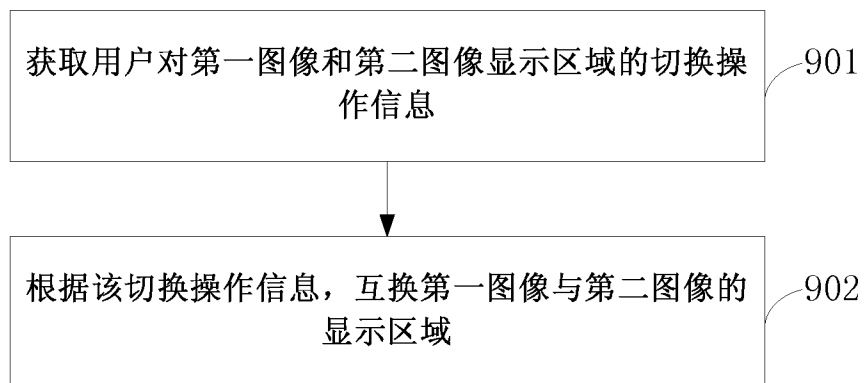 获取用户对第一图像和第二图像显示区域的切换操
作信息
901
根据该切换操作信息，互换第一图像与第二图像的
显示区域
902